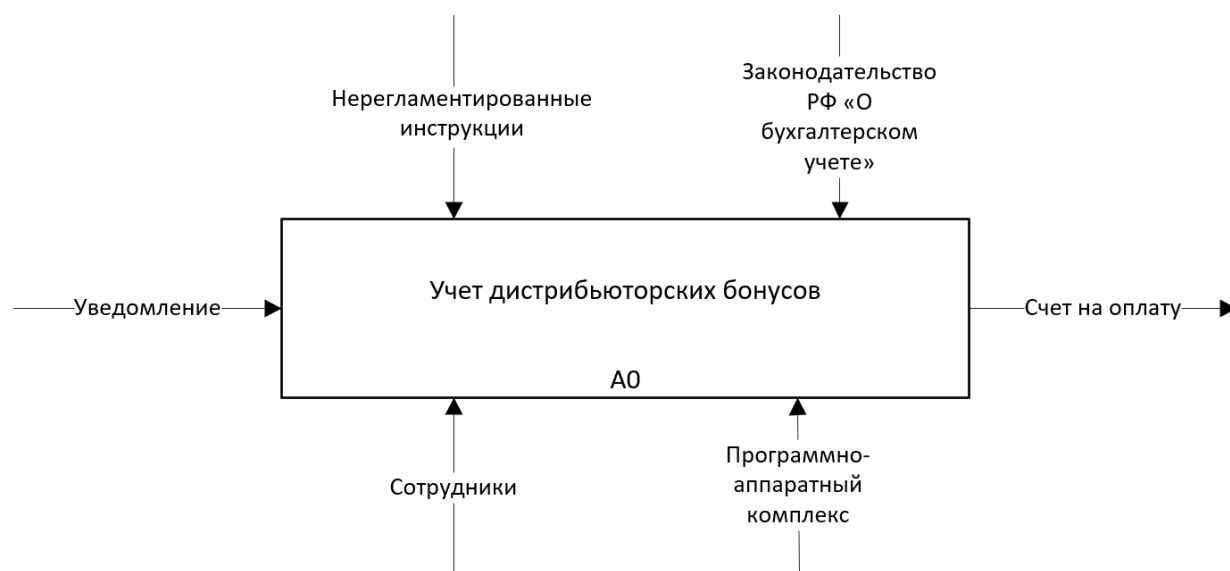 Нерегламентированные
инструкции
Законодательство
РФ «О
бухгалтерском
учете»
Уведомление
Учет дистрибьюторских бонусов
А0
Счет на оплату
Сотрудники
Программно-
аппаратный
комплекс